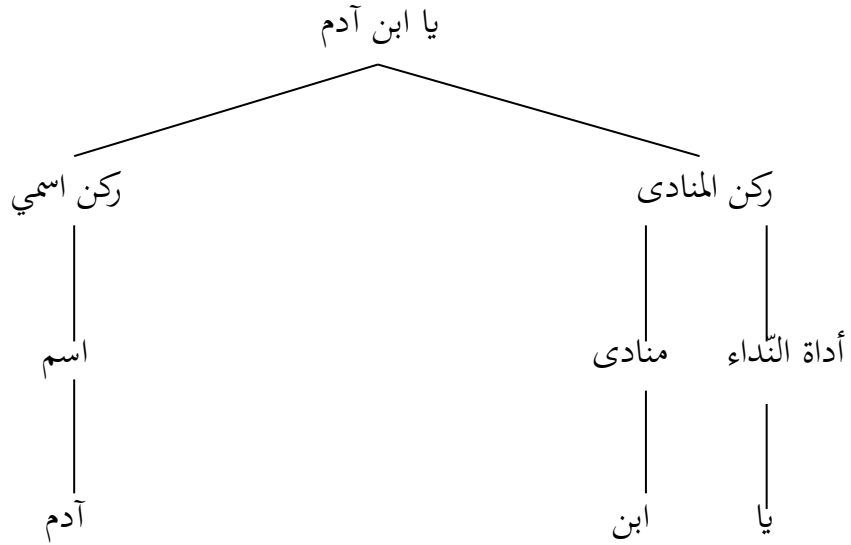 يا ابن آدم
ركن المنادى ركن اسمي
أداة النّداء منادى اسم
يا ابن آدم